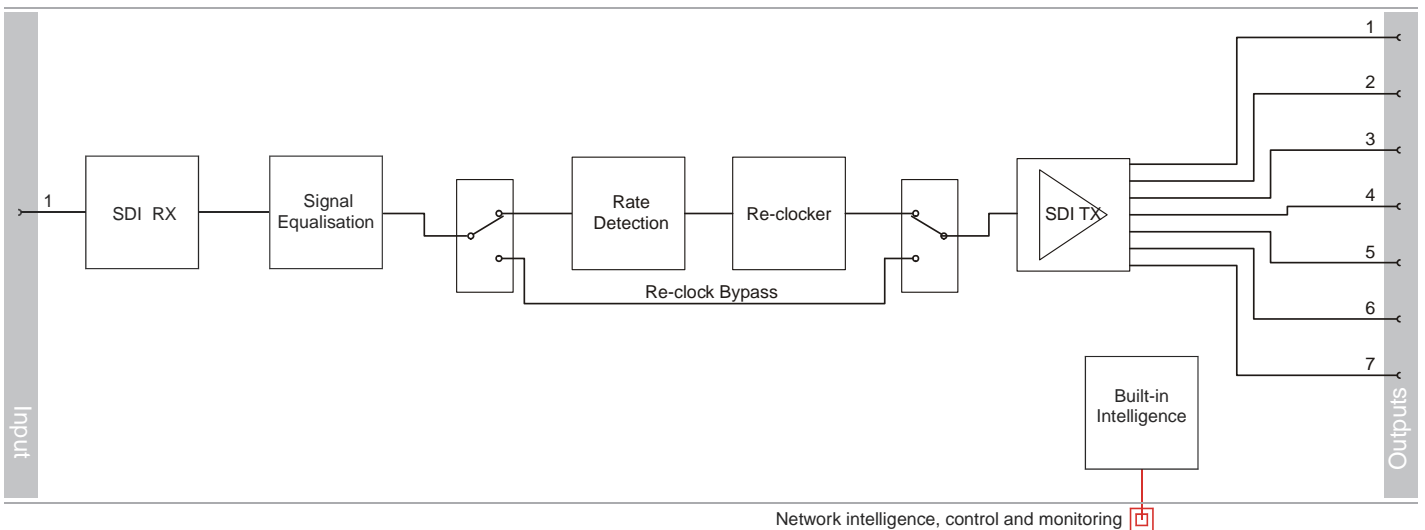 Input
1
SDI RX
Signal
Equalisation
Rate
Detection
Re-clocker
Re-clock Bypass
SDI TX
1
2
3
4
5
6
7
Outputs
Built-in
Intelligence
Network intelligence, control and monitoring